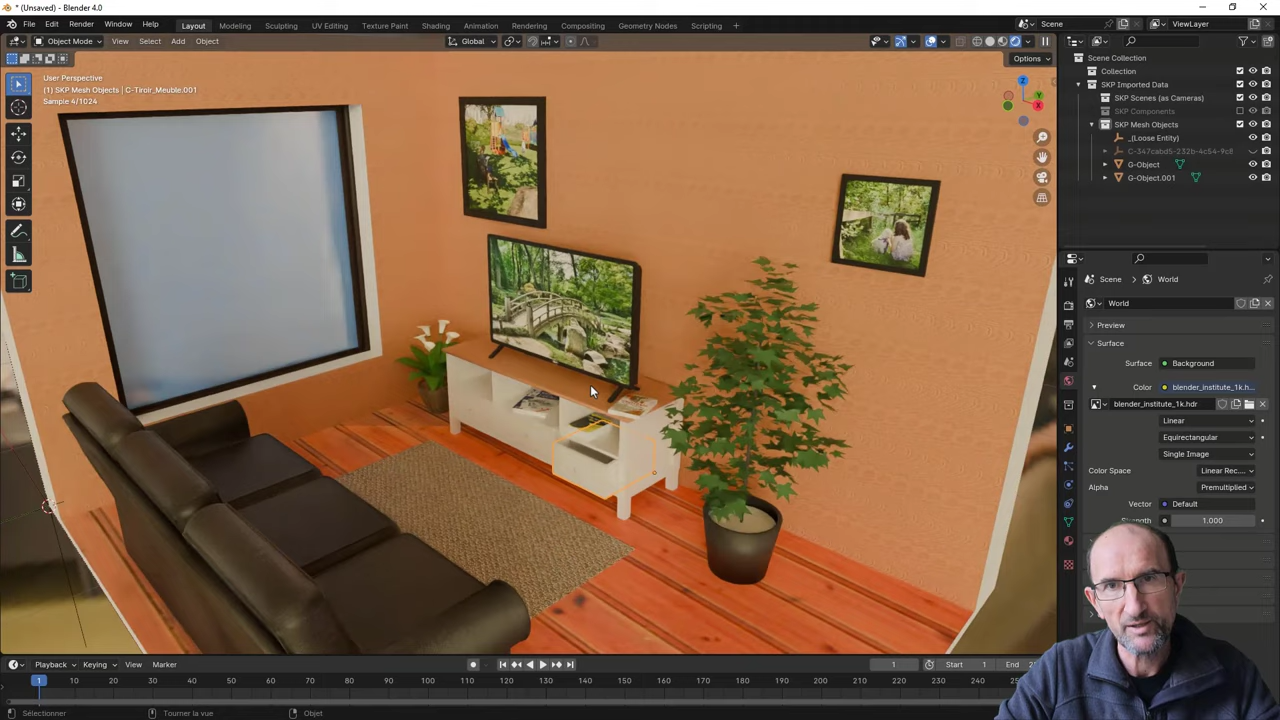 * (Unsaved) - Blender 4.0
File Edit Render Window Help Layout Modeling Sculpting UV Editing Texture Paint Shading Animation Rendering Compositing Geometry Nodes Scripting + Scene ViewLayer
Object Mode View Select Add Object Global
Options
User Perspective
(1) SKP Mesh Objects | C-Tiroir_Meuble.001
Sample 4/1024
Z
Y
X
Scene Collection
Collection
SKP Imported Data
SKP Scenes (as Cameras)
SKP Components
SKP Mesh Objects
_(Loose Entity)
C-347cabd5-232b-4c54-9c8
G-Object
G-Object.001
Scene > World
World
Preview
Surface
Surface: Background
Color blender_institute_1k.h...
blender_institute_1k.hdr
Linear
Equirectangular
Single Image
Color Space Linear Rec....
Alpha Premultiplied
Vector Default
Strength 1.000
Playback Keying View Marker 1 Start 1 End
1 10 20 30 40 50 60 70 80 90 100 110 120 130 140 150 160 170 180 190 200 210 220 230 240
Sélectionner Tourner la vue Objet